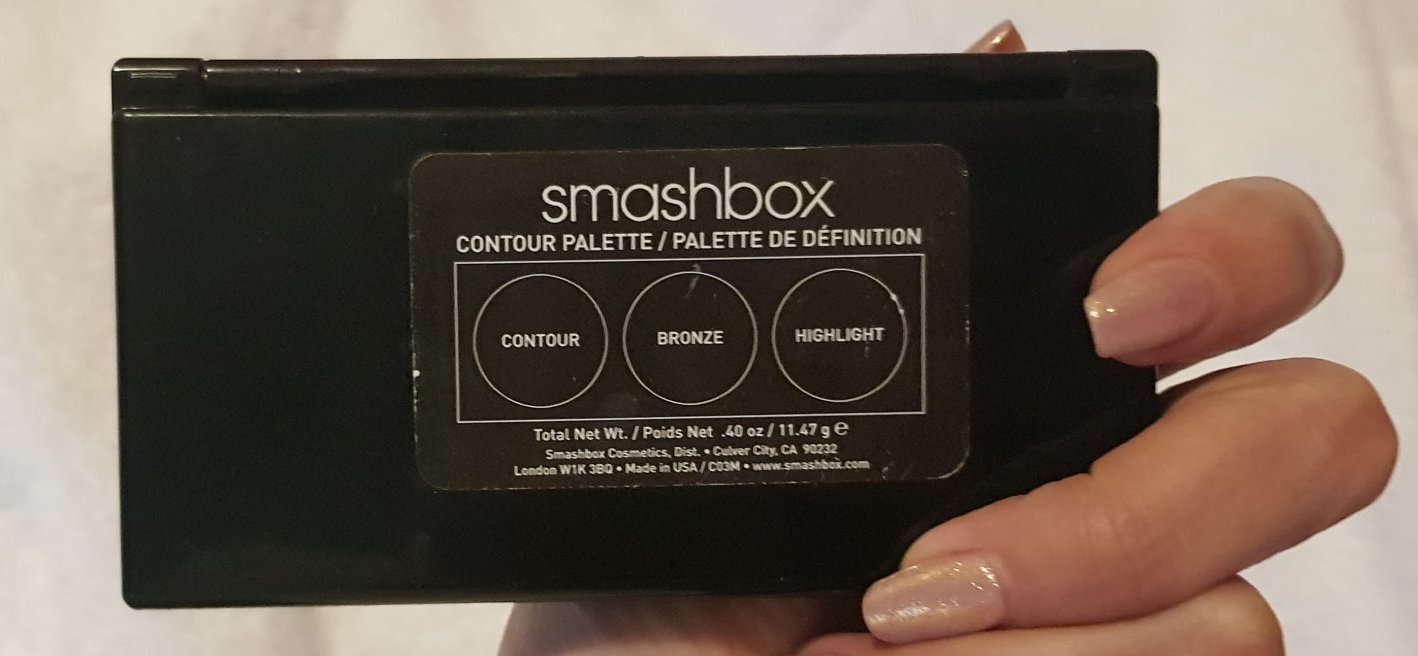 smashbox
CONTOUR PALETTE / PALETTE DE DÉFINITION
CONTOUR BRONZE HIGHLIGHT
Total Net Wt. / Poids Net .40 oz / 11.47 g ℮
Smashbox Cosmetics, Dist. • Culver City, CA 90232
London W1K 3BQ • Made in USA / C03M • www.smashbox.com